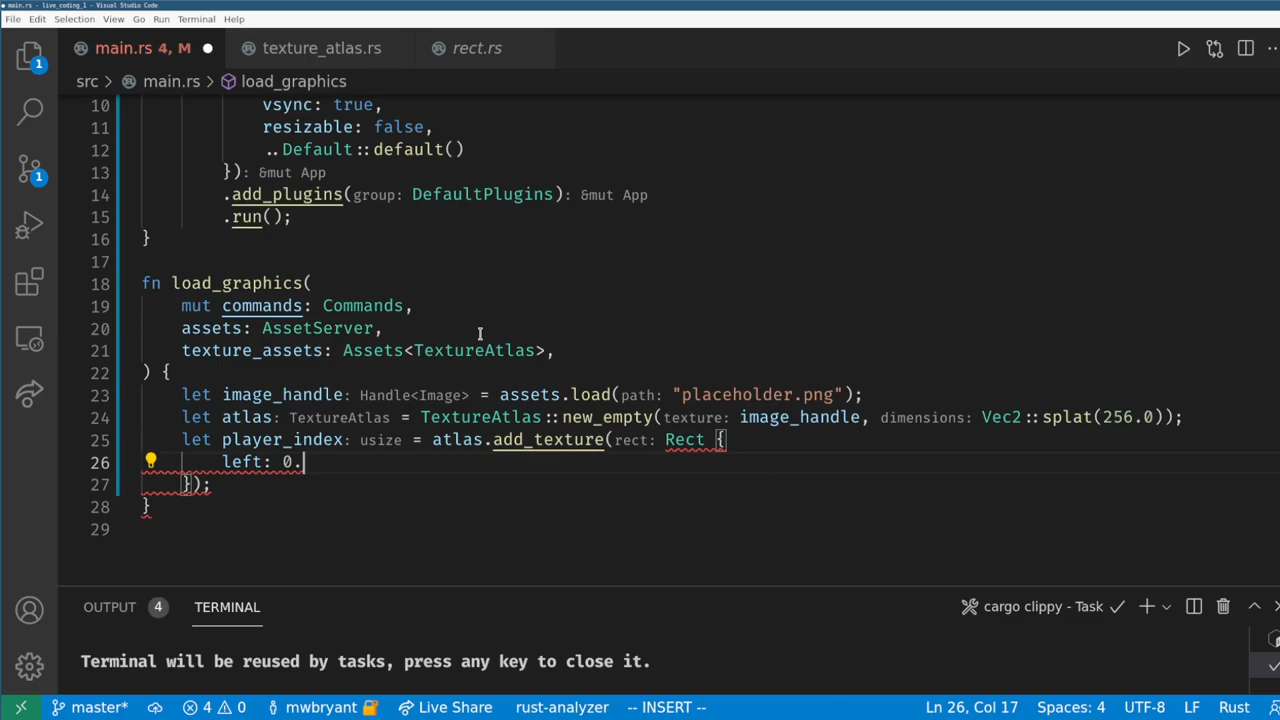 main.rs - live_coding_1 - Visual Studio Code
File Edit Selection View Go Run Terminal Help
main.rs 4, M texture_atlas.rs rect.rs
src > main.rs > load_graphics
10 vsync: true,
11 resizable: false,
12 ..Default::default()
13 }): &mut App
14 .add_plugins(group: DefaultPlugins): &mut App
15 .run();
16 }
17
18 fn load_graphics(
19 mut commands: Commands,
20 assets: AssetServer,
21 texture_assets: Assets<TextureAtlas>,
22 ) {
23 let image_handle: Handle<Image> = assets.load(path: "placeholder.png");
24 let atlas: TextureAtlas = TextureAtlas::new_empty(texture: image_handle, dimensions: Vec2::splat(256.0));
25 let player_index: usize = atlas.add_texture(rect: Rect {
26 left: 0.
27 });
28 }
29
1
1
OUTPUT 4 TERMINAL cargo clippy - Task
Terminal will be reused by tasks, press any key to close it.
master* 4 0 mwbryant Live Share rust-analyzer -- INSERT -- Ln 26, Col 17 Spaces: 4 UTF-8 LF Rust